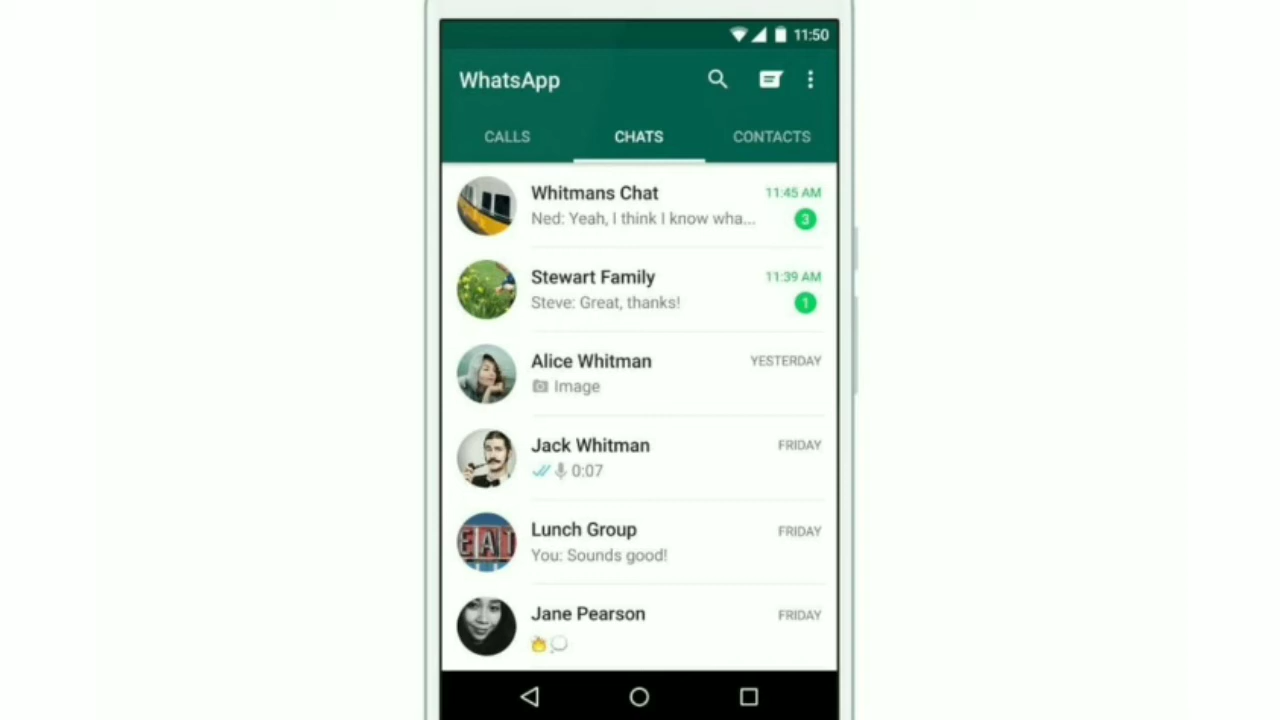 11:50
WhatsApp
CALLS CHATS CONTACTS
Whitmans Chat 11:45 AM
Ned: Yeah, I think I know wha... 3
Stewart Family 11:39 AM
Steve: Great, thanks! 1
Alice Whitman YESTERDAY
Image
Jack Whitman FRIDAY
0:07
EAT
Lunch Group FRIDAY
You: Sounds good!
Jane Pearson FRIDAY
👏💭